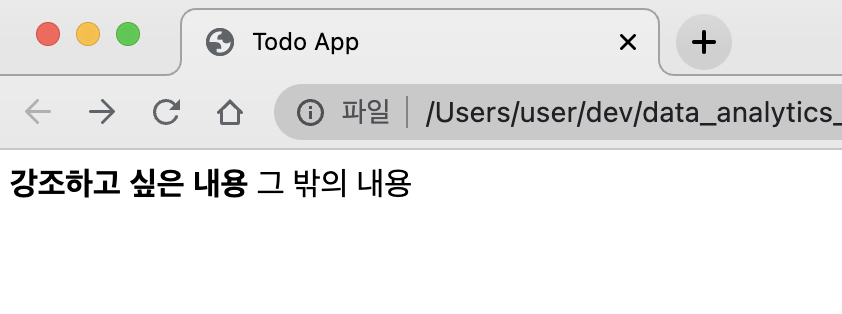 Todo App
파일 /Users/user/dev/data_analytics_
강조하고 싶은 내용 그 밖의 내용